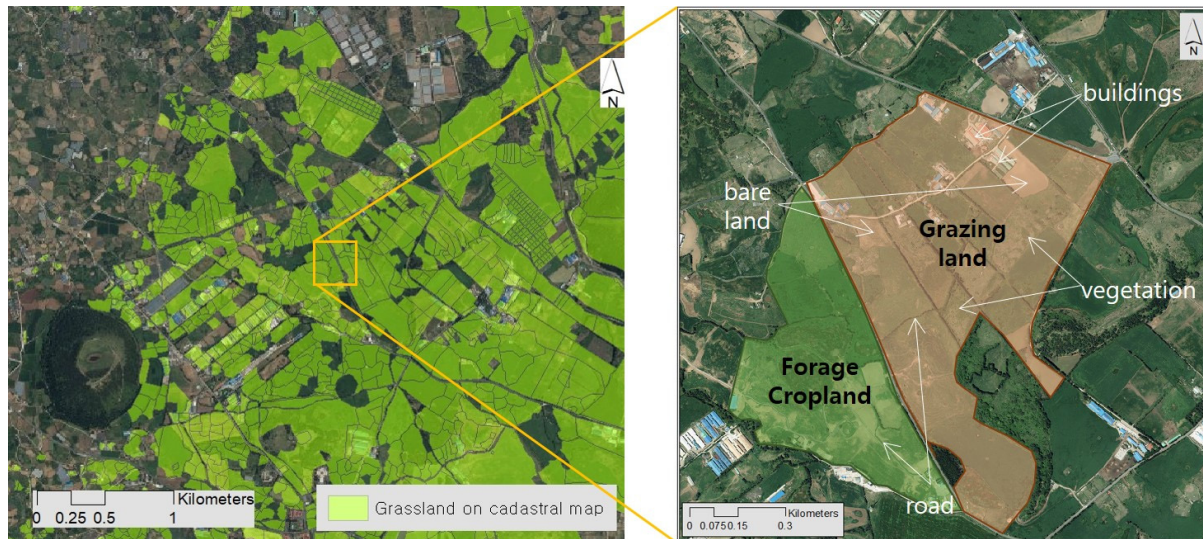 N
Kilometers
0 0.25 0.5 1
Grassland on cadastral map
N
buildings
bare
land
Grazing
land
vegetation
Forage
Cropland
road
Kilometers
0 0.075 0.15 0.3